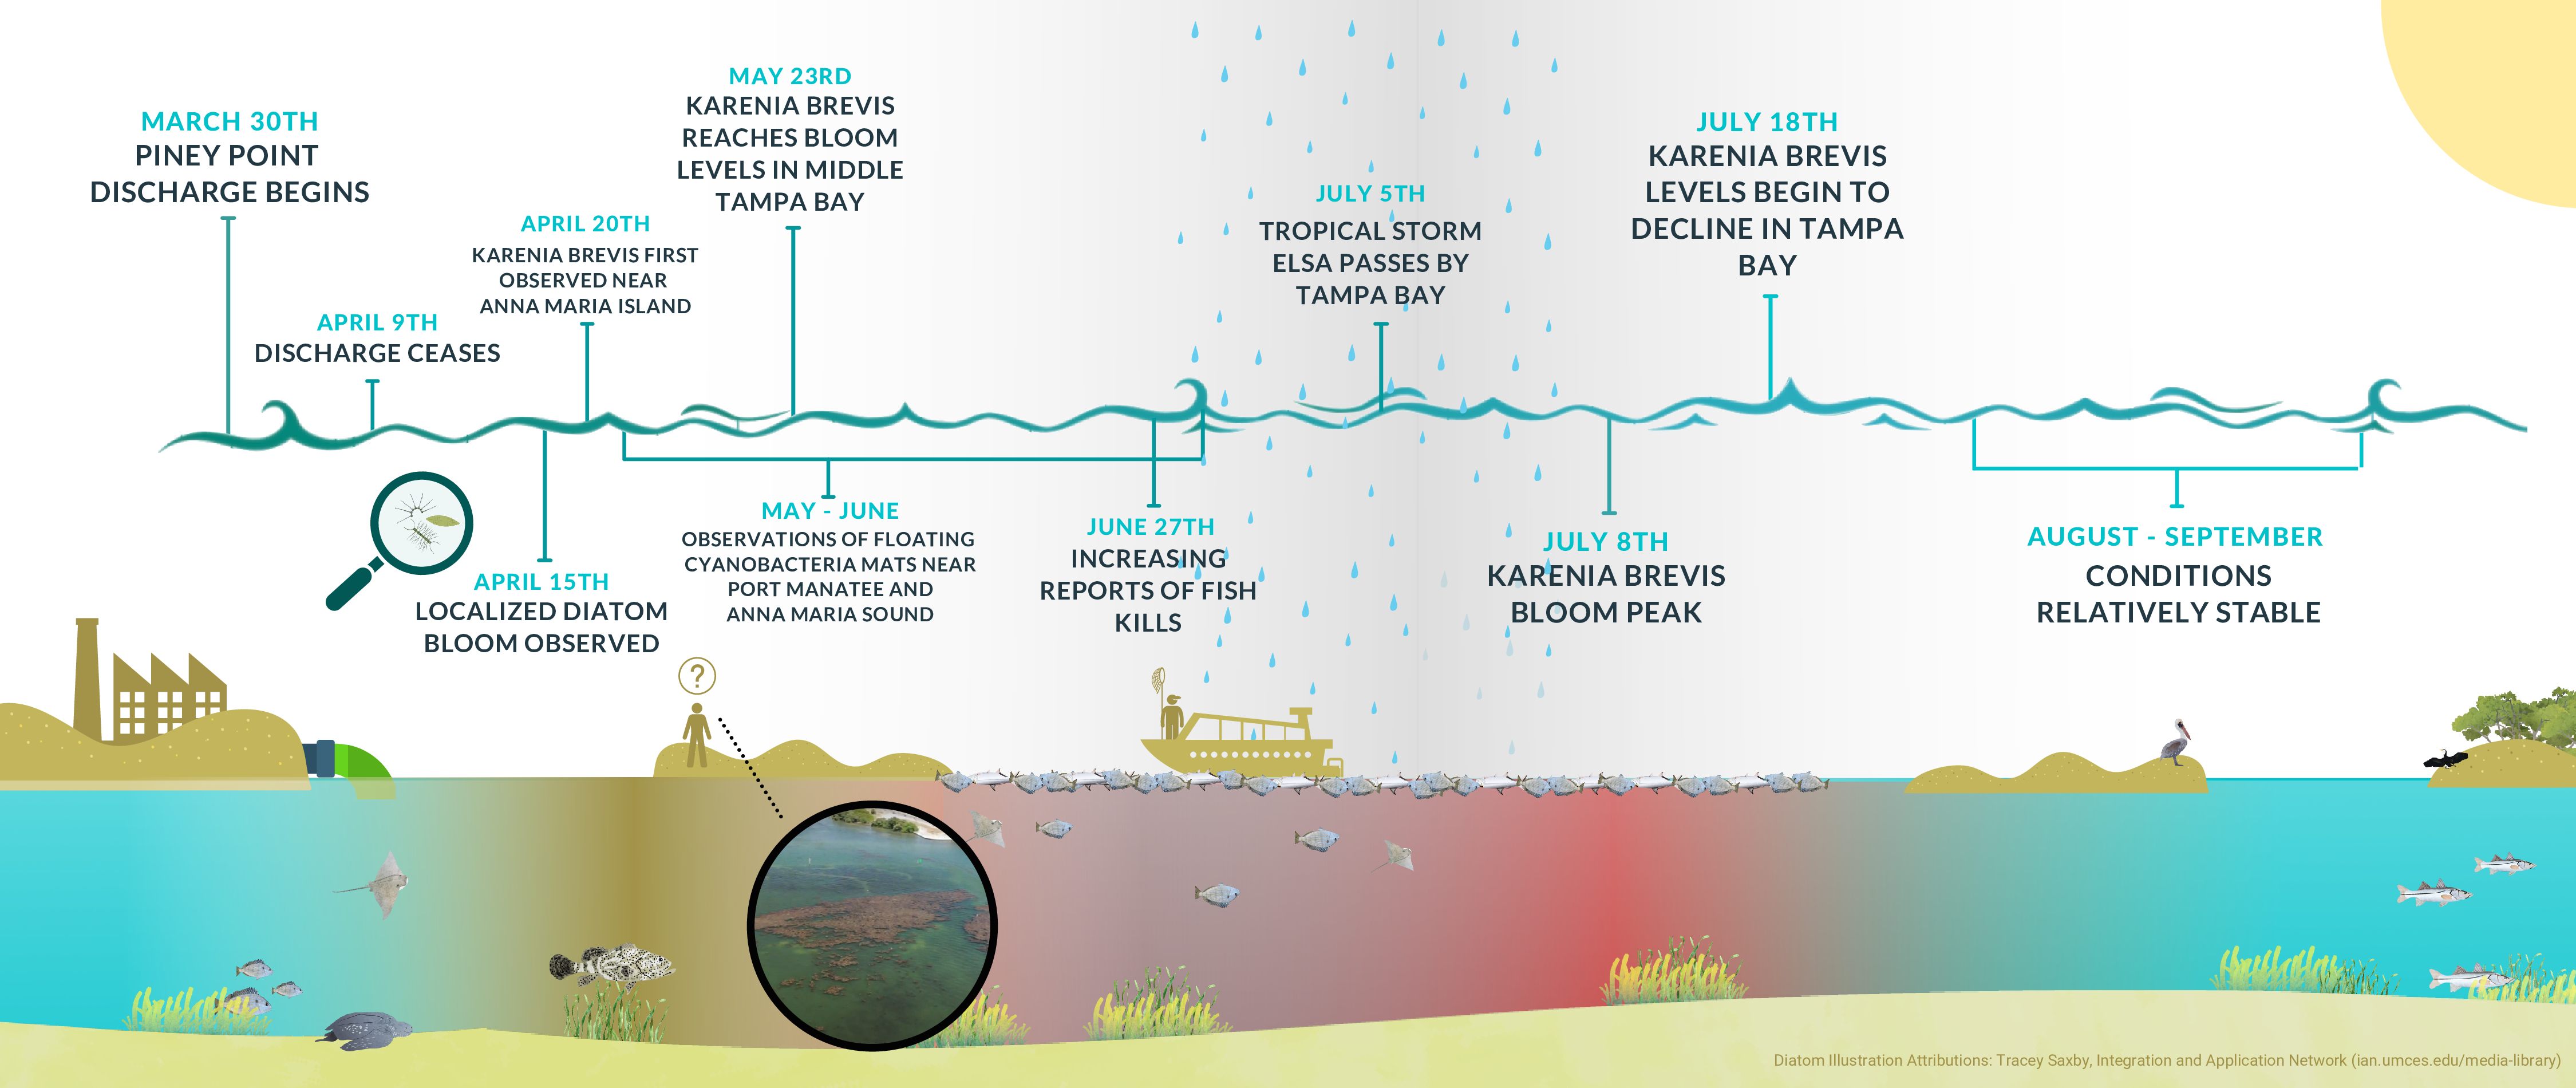 MARCH 30TH
PINEY POINT
DISCHARGE BEGINS
APRIL 9TH
DISCHARGE CEASES
APRIL 20TH
KARENIA BREVIS FIRST
OBSERVED NEAR
ANNA MARIA ISLAND
MAY 23RD
KARENIA BREVIS
REACHES BLOOM
LEVELS IN MIDDLE
TAMPA BAY
JULY 5TH
TROPICAL STORM
ELSA PASSES BY
TAMPA BAY
JULY 18TH
KARENIA BREVIS
LEVELS BEGIN TO
DECLINE IN TAMPA
BAY
APRIL 15TH
LOCALIZED DIATOM
BLOOM OBSERVED
MAY - JUNE
OBSERVATIONS OF FLOATING
CYANOBACTERIA MATS NEAR
PORT MANATEE AND
ANNA MARIA SOUND
JUNE 27TH
INCREASING
REPORTS OF FISH
KILLS
JULY 8TH
KARENIA BREVIS
BLOOM PEAK
AUGUST - SEPTEMBER
CONDITIONS
RELATIVELY STABLE
?
Diatom Illustration Attributions: Tracey Saxby, Integration and Application Network (ian.umces.edu/media-library)